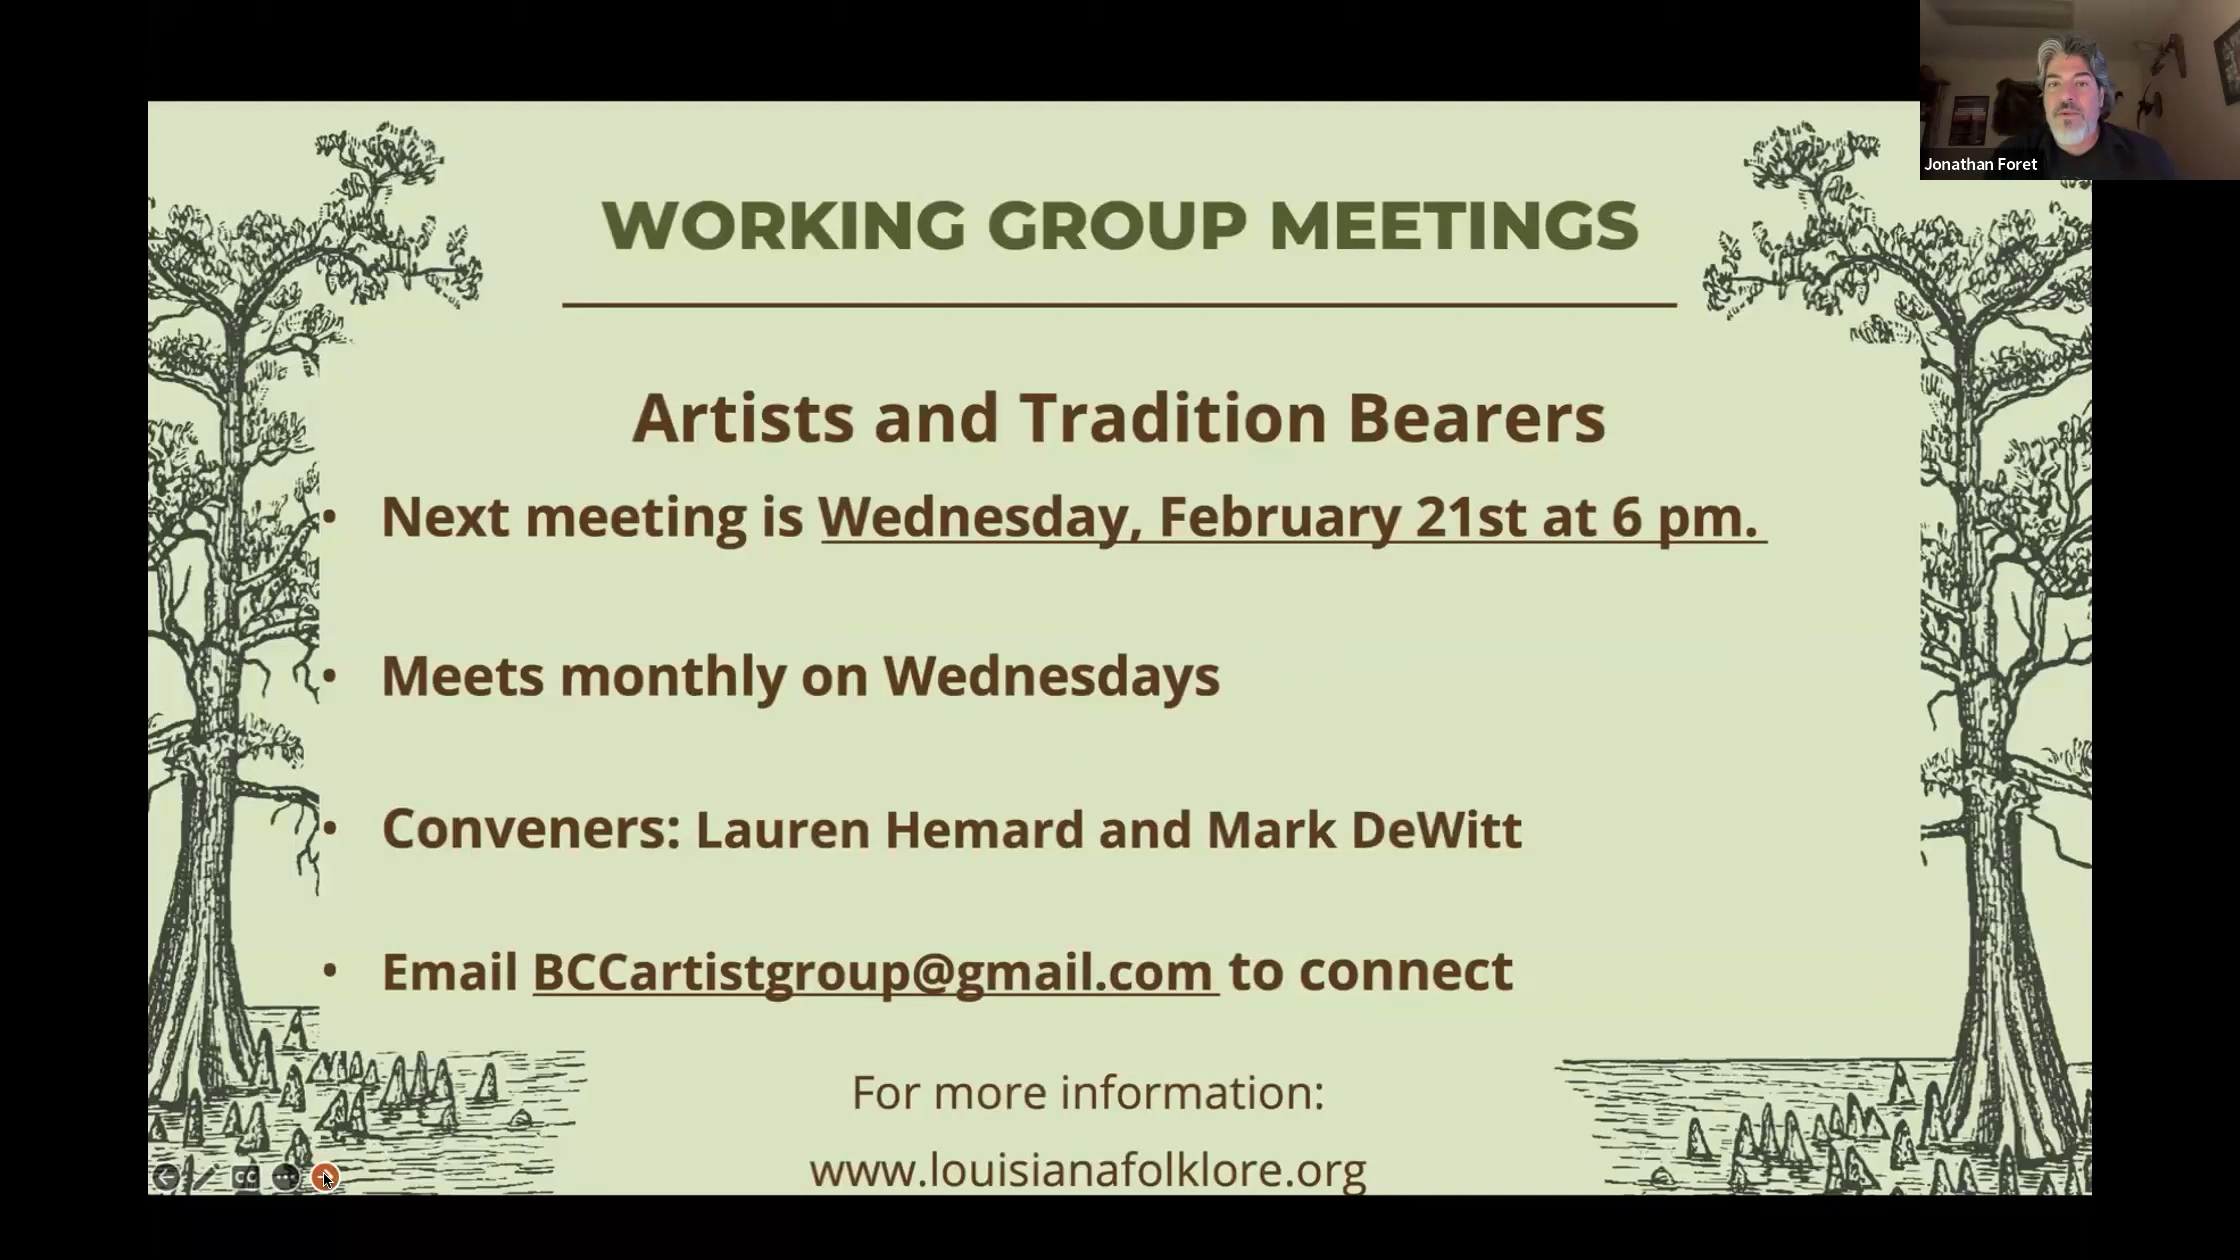 Jonathan Foret
WORKING GROUP MEETINGS
Artists and Tradition Bearers
• Next meeting is Wednesday, February 21st at 6 pm.
• Meets monthly on Wednesdays
• Conveners: Lauren Hemard and Mark DeWitt
• Email BCCartistgroup@gmail.com to connect
For more information:
www.louisianafolklore.org
CC